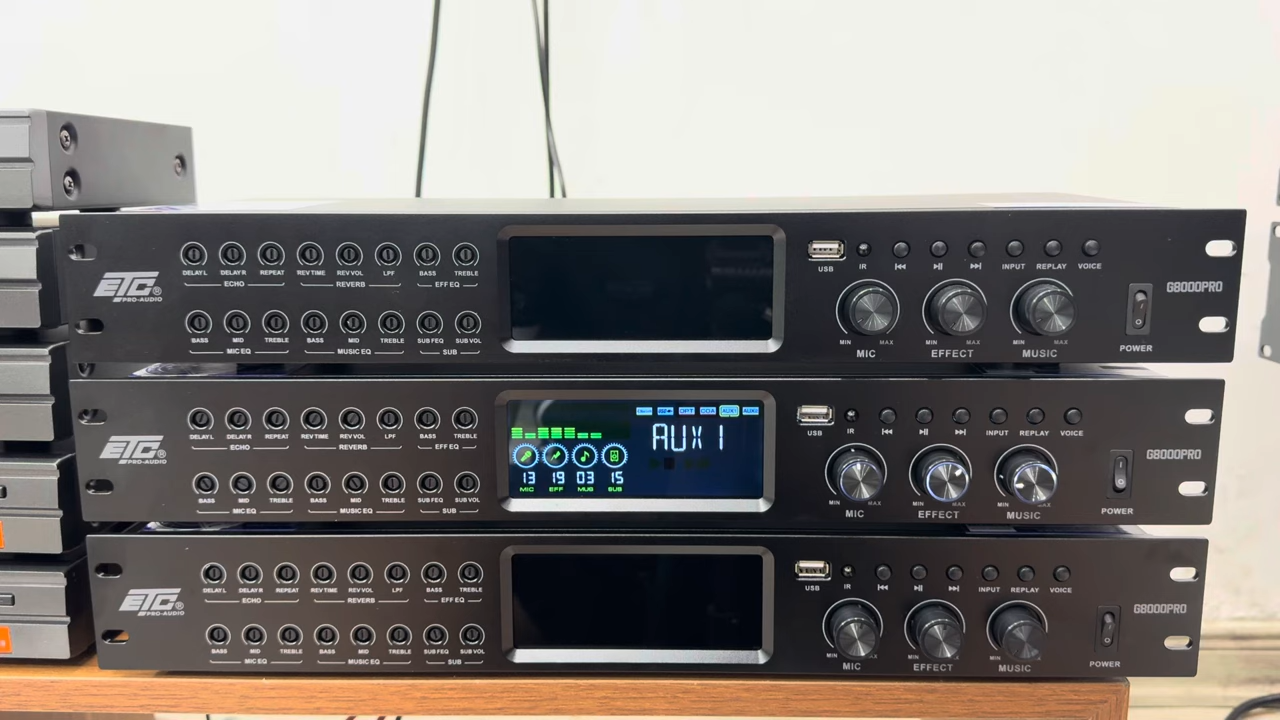 DELAY L DELAY R REPEAT REV TIME REV VOL LPF BASS TREBLE
ECHO REVERB EFF EQ
ETC®
PRO-AUDIO
BASS MID TREBLE BASS MID TREBLE SUB FEQ SUB VOL
MIC EQ MUSIC EQ SUB
USB IR INPUT REPLAY VOICE
G8000PRO
MIN MAX MIN MAX MIN MAX
MIC EFFECT MUSIC
POWER
DELAY L DELAY R REPEAT REV TIME REV VOL LPF BASS TREBLE
ECHO REVERB EFF EQ
ETC®
PRO-AUDIO
BASS MID TREBLE BASS MID TREBLE SUB FEQ SUB VOL
MIC EQ MUSIC EQ SUB
OPT COA AUX1 AUX2
AUX 1
13 19 03 15
MIC EFF MUS SUB
USB IR INPUT REPLAY VOICE
G8000PRO
MIN MAX MIN MAX MIN MAX
MIC EFFECT MUSIC
POWER
DELAY L DELAY R REPEAT REV TIME REV VOL LPF BASS TREBLE
ECHO REVERB EFF EQ
ETC®
PRO-AUDIO
BASS MID TREBLE BASS MID TREBLE SUB FEQ SUB VOL
MIC EQ MUSIC EQ SUB
USB IR INPUT REPLAY VOICE
G8000PRO
MIN MAX MIN MAX MIN
MIC EFFECT MUSIC
POWER